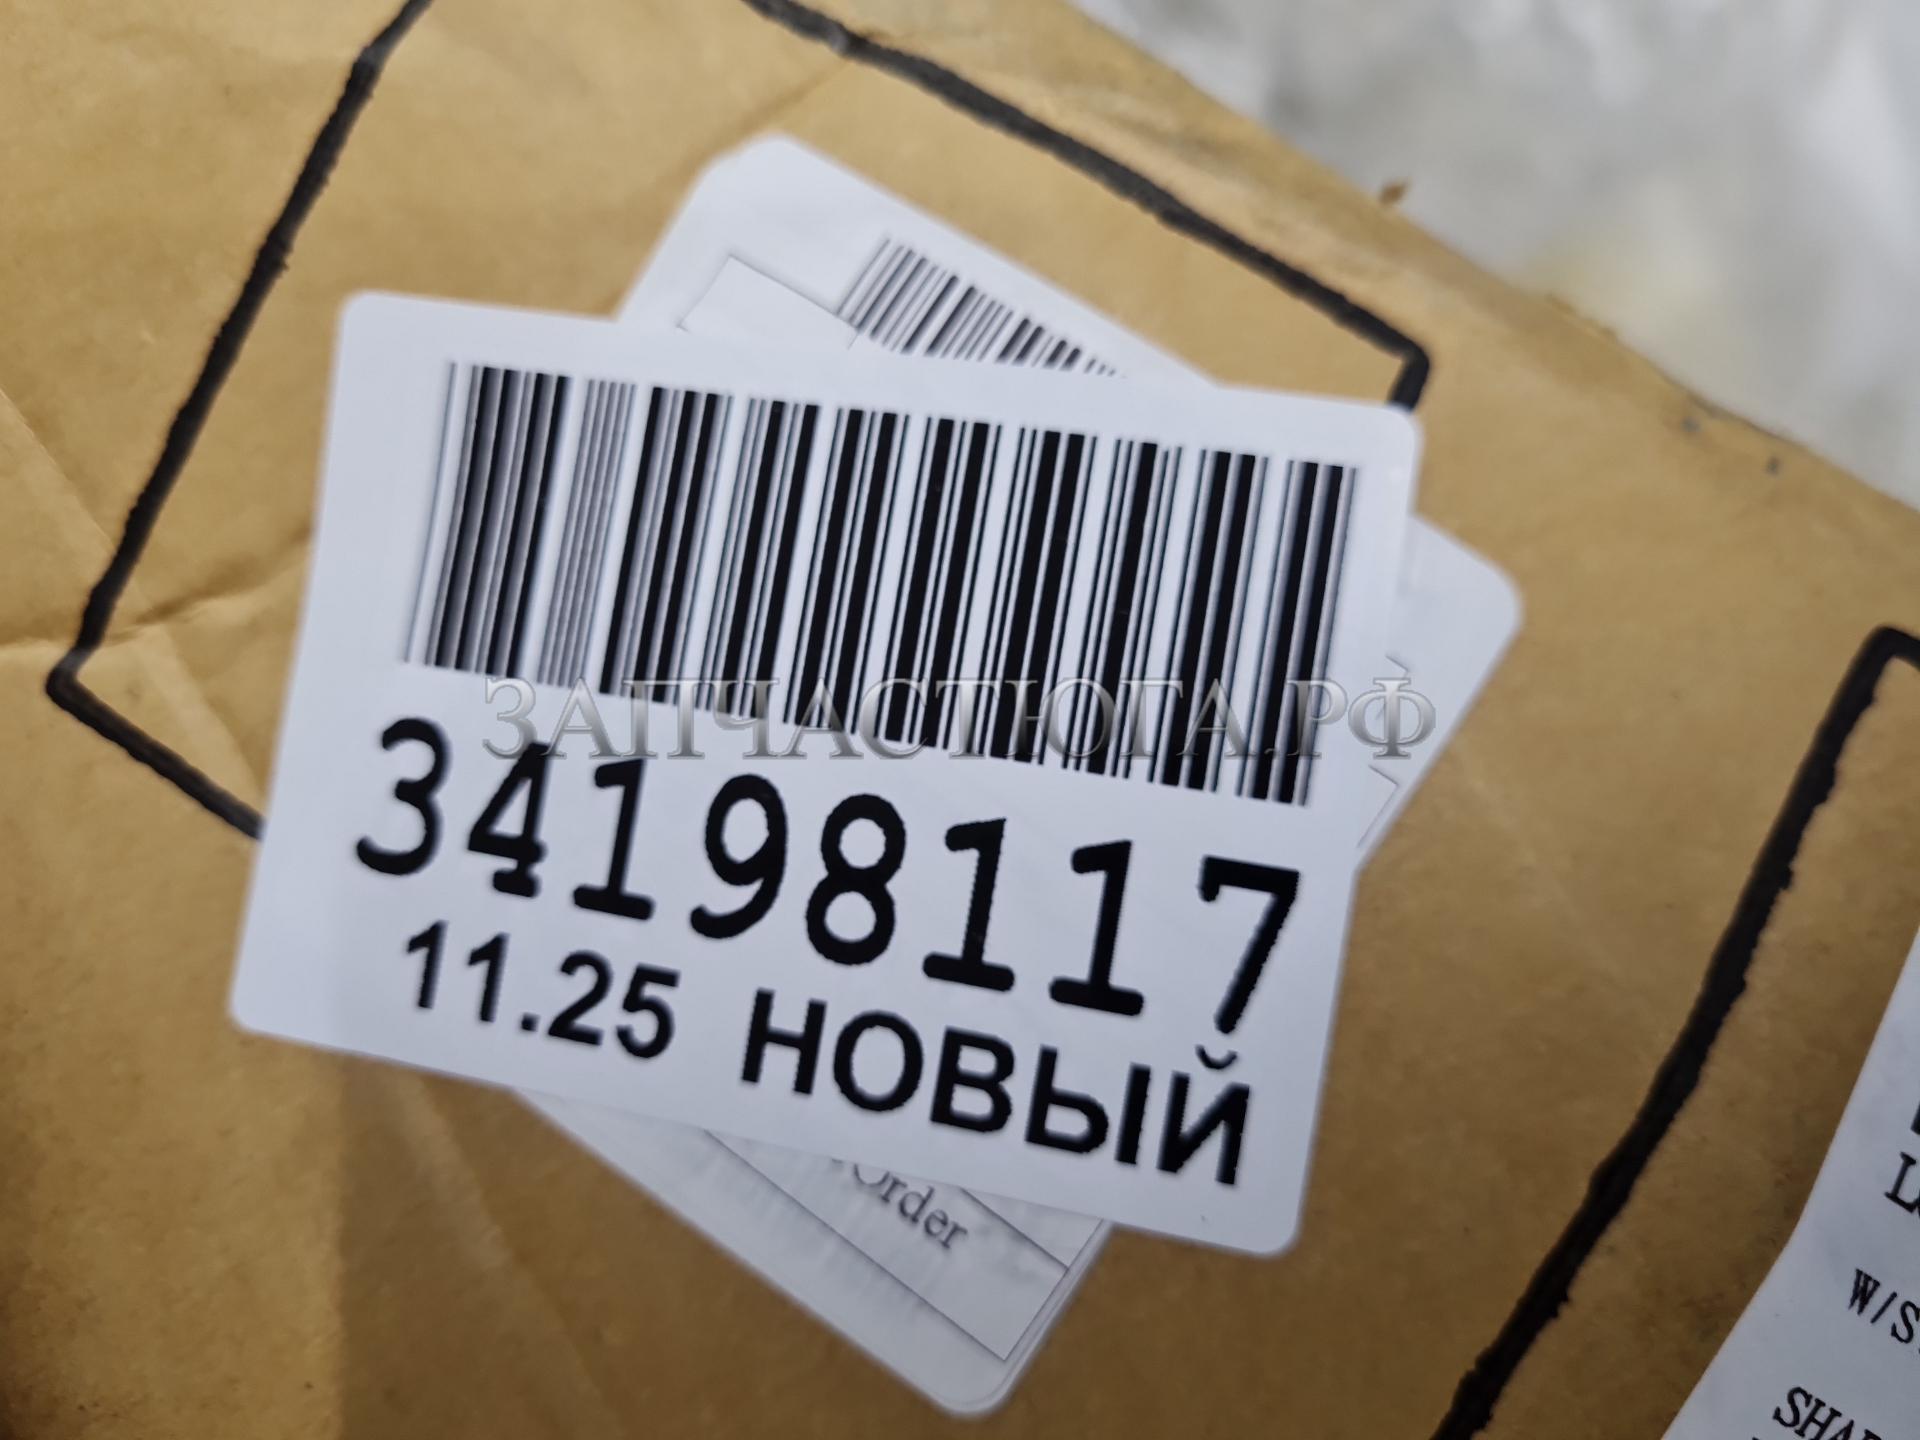 ЗАПЧАСТЮГА.РФ
34198117
11.25 НОВЫЙ
Order
W/S